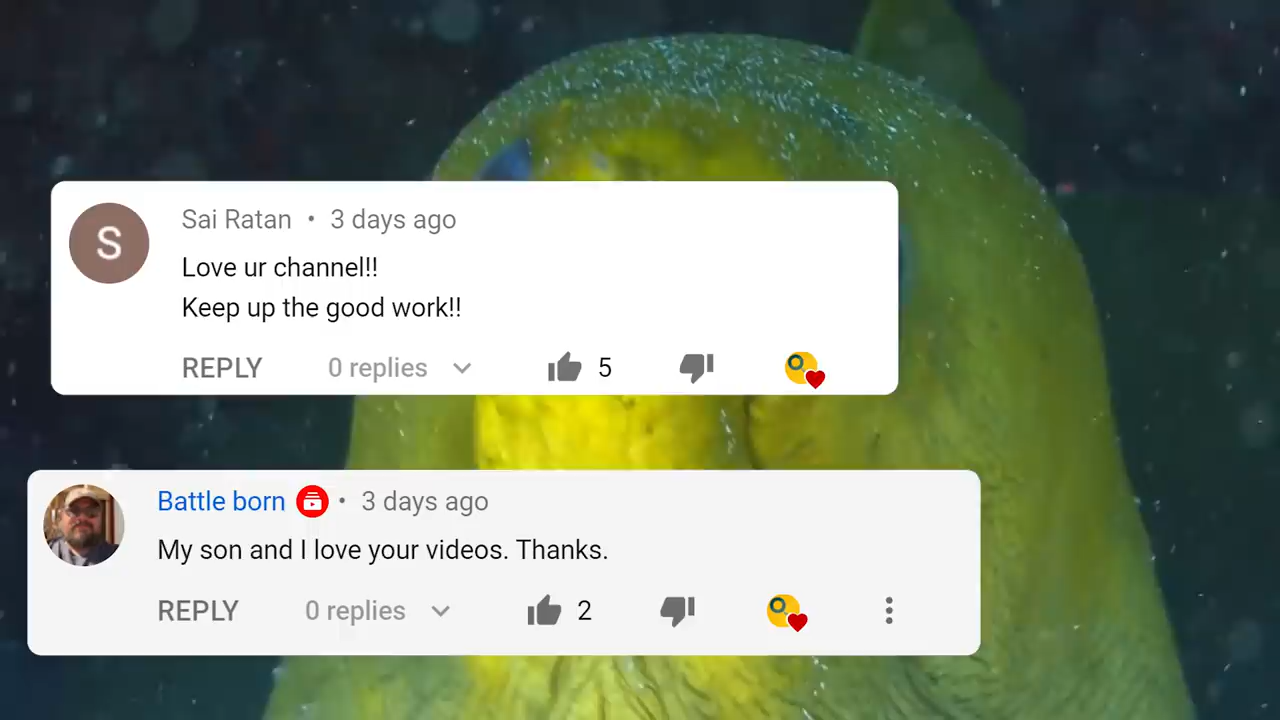 S
Sai Ratan • 3 days ago
Love ur channel!!
Keep up the good work!!
REPLY 0 replies 5
Battle born • 3 days ago
My son and I love your videos. Thanks.
REPLY 0 replies 2